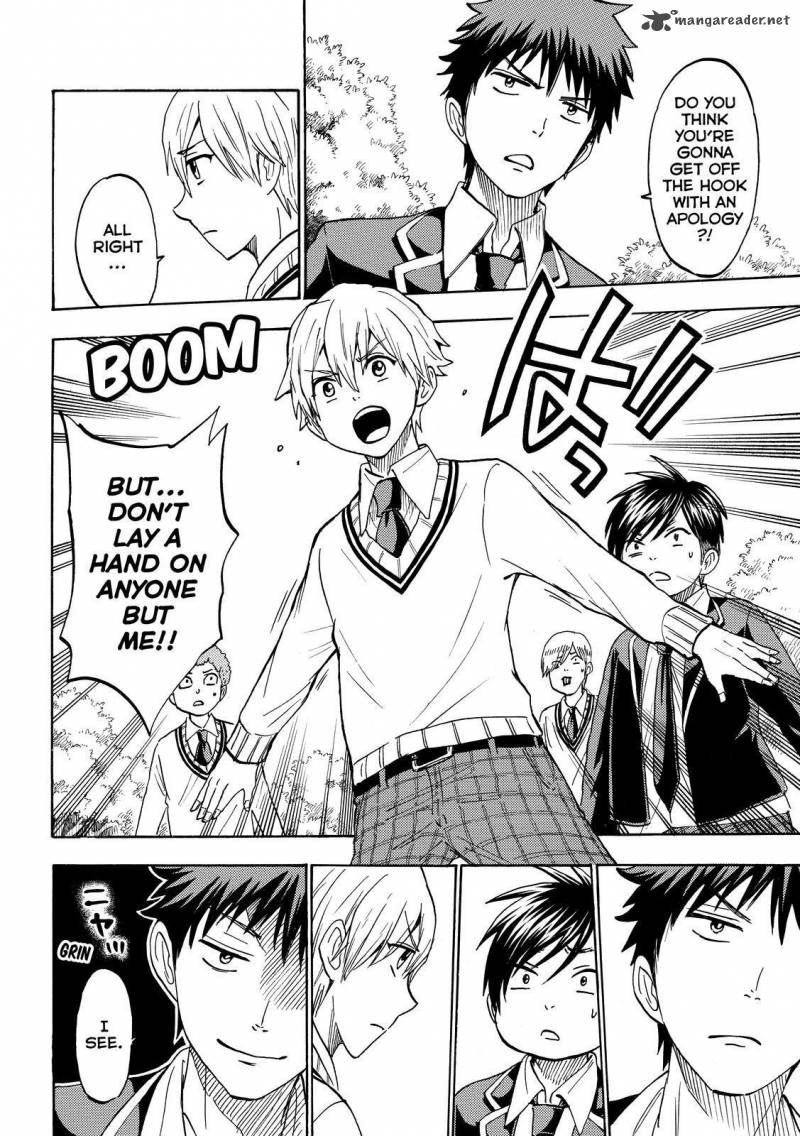 mangareader.net
DO YOU
THINK
YOU'RE
GONNA
GET OFF
THE HOOK
WITH AN
APOLOGY
?!
ALL
RIGHT
...
ばっ
BOOM
BUT...
DON'T
LAY A
HAND ON
ANYONE
BUT
ME!!
ニヤッ
GRIN
I
SEE.